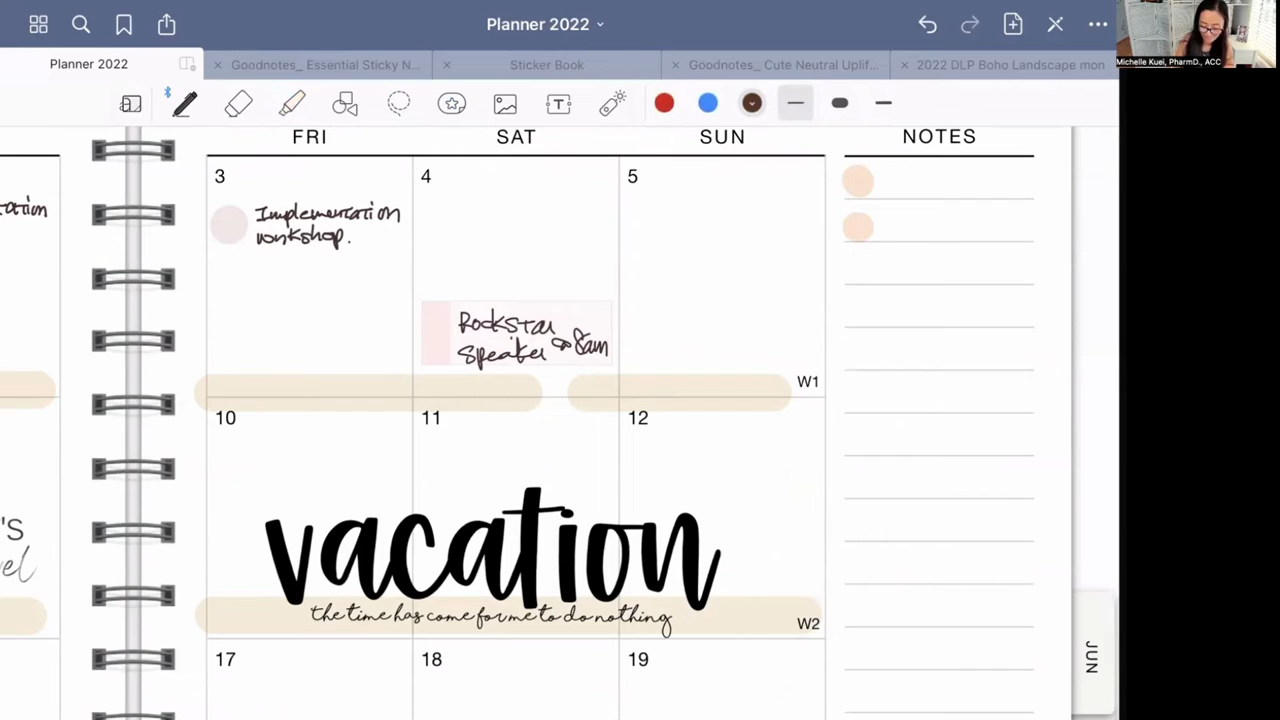 Planner 2022
Planner 2022
Goodnotes_ Essential Sticky N...
Sticker Book
Goodnotes_ Cute Neutral Uplif...
2022 DLP Boho Landscape mon
Michelle Kuei, PharmD., ACC
T
FRI
SAT
SUN
NOTES
3
4
5
Implementation
workshop.
Rockstar
Speaker
8am
W1
10
11
12
'S
vel
vacation
the time has come for me to do nothing
W2
17
18
19
JUN